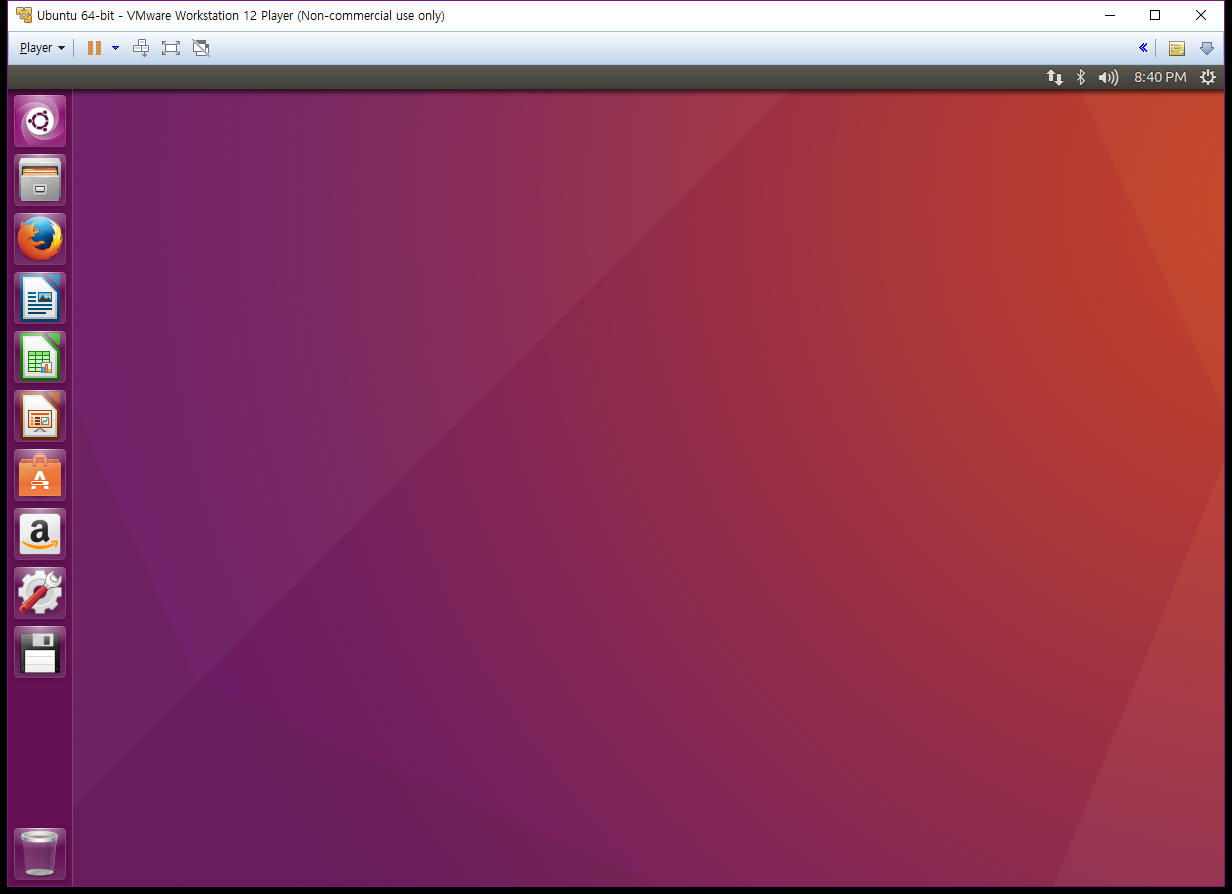 Ubuntu 64-bit - VMware Workstation 12 Player (Non-commercial use only)
Player
8:40 PM
A
a